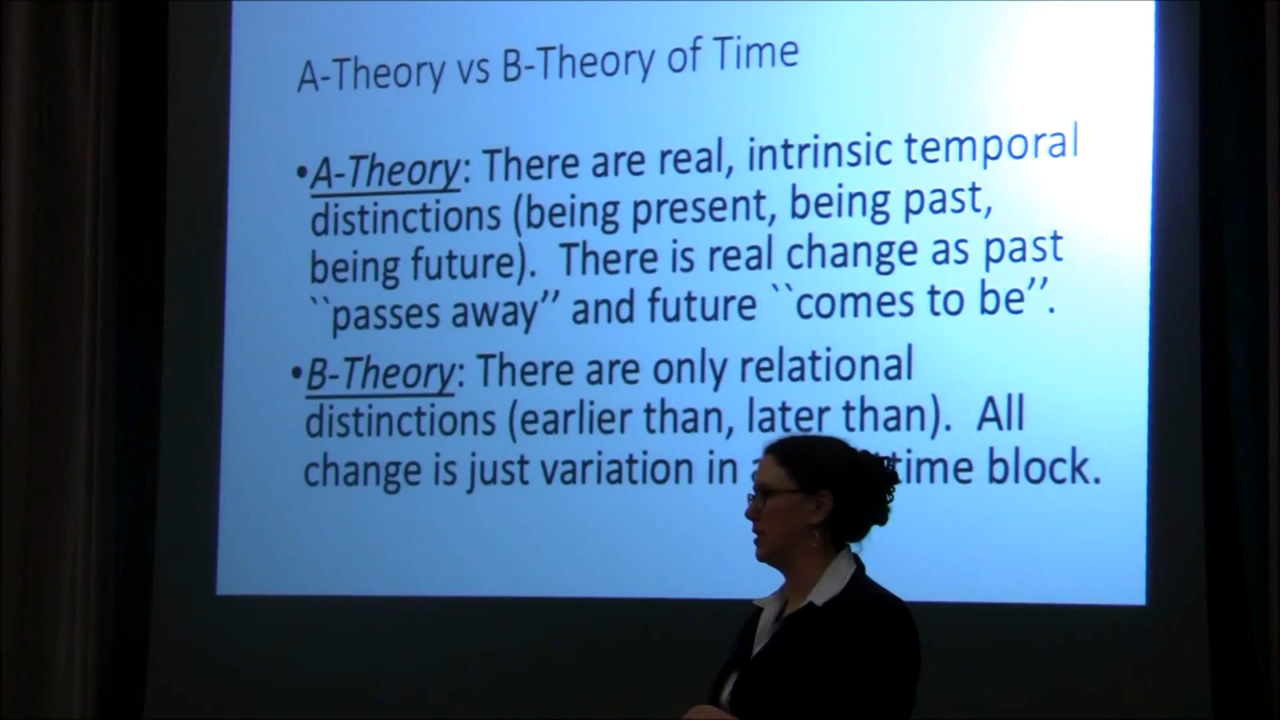 A-Theory vs B-Theory of Time
•A-Theory: There are real, intrinsic temporal
distinctions (being present, being past,
being future).  There is real change as past
``passes away’’ and future ``comes to be’’.
•B-Theory: There are only relational
distinctions (earlier than, later than).  All
change is just variation in time block.